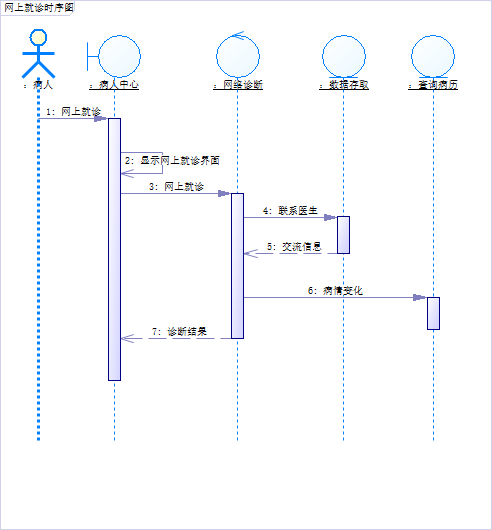 网上就诊时序图
: 病人
: 病人中心
: 网络诊断
: 数据存取
: 查询病历
1: 网上就诊
2: 显示网上就诊界面
3: 网上就诊
4: 联系医生
5: 交流信息
6: 病情变化
7: 诊断结果